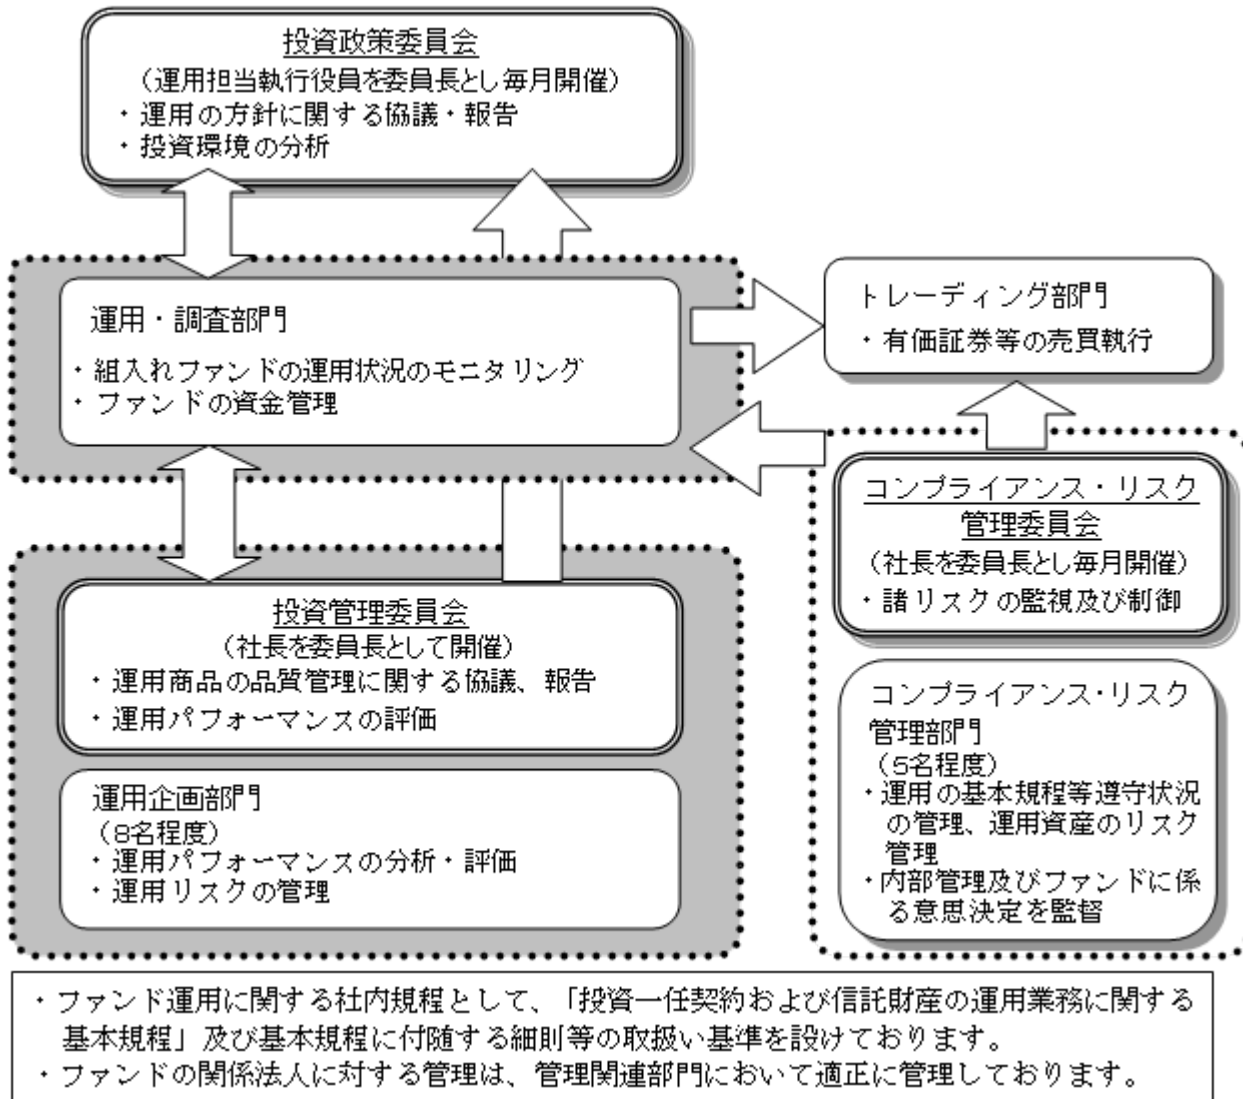 投資政策委員会
（運用担当執行役員を委員長とし毎月開催）
・運用の方針に関する協議・報告
・投資環境の分析
運用・調査部門
・組入れファンドの運用状況のモニタリング
・ファンドの資金管理
トレーディング部門
・有価証券等の売買執行
コンプライアンス・リスク
管理委員会
（社長を委員長とし毎月開催）
・諸リスクの監視及び制御
投資管理委員会
（社長を委員長として開催）
・運用商品の品質管理に関する協議、報告
・運用パフォーマンスの評価
運用企画部門
（8名程度）
・運用パフォーマンスの分析・評価
・運用リスクの管理
コンプライアンス・リスク
管理部門
（5名程度）
・運用の基本規程等遵守状況
の管理、運用資産のリスク
管理
・内部管理及びファンドに係
る意思決定を監督
・ファンド運用に関する社内規程として、「投資一任契約および信託財産の運用業務に関する
基本規程」及び基本規程に付随する細則等の取扱い基準を設けております。
・ファンドの関係法人に対する管理は、管理関連部門において適正に管理しております。